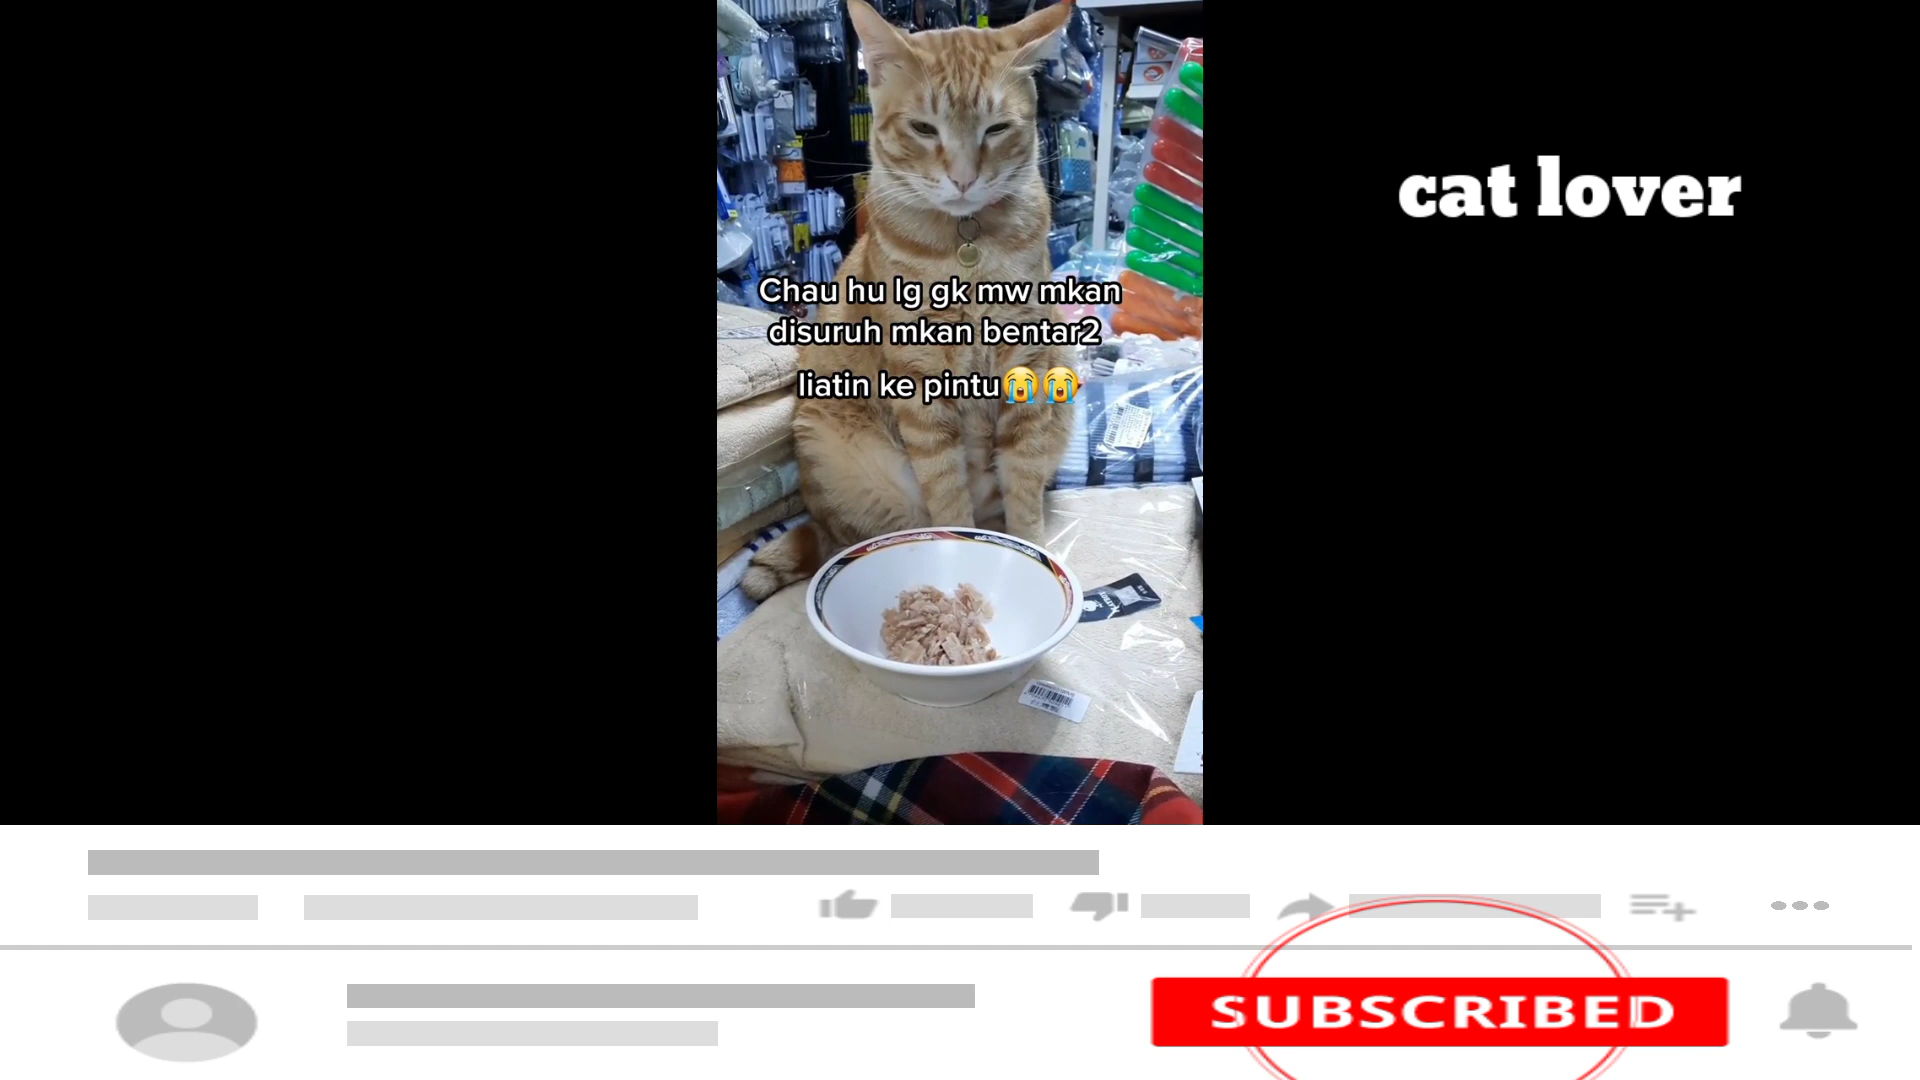 cat lover
Chau hu lg gk mw mkan
disuruh mkan bentar2
liatin ke pintu😭😭
SUBSCRIBED